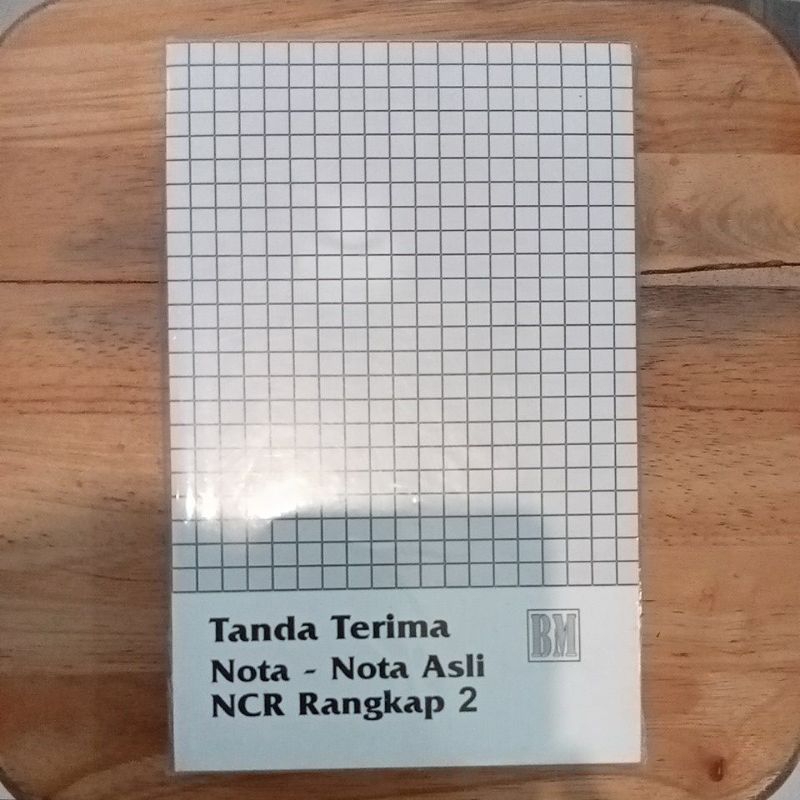 Tanda Terima
BM
Nota - Nota Asli
NCR Rangkap 2